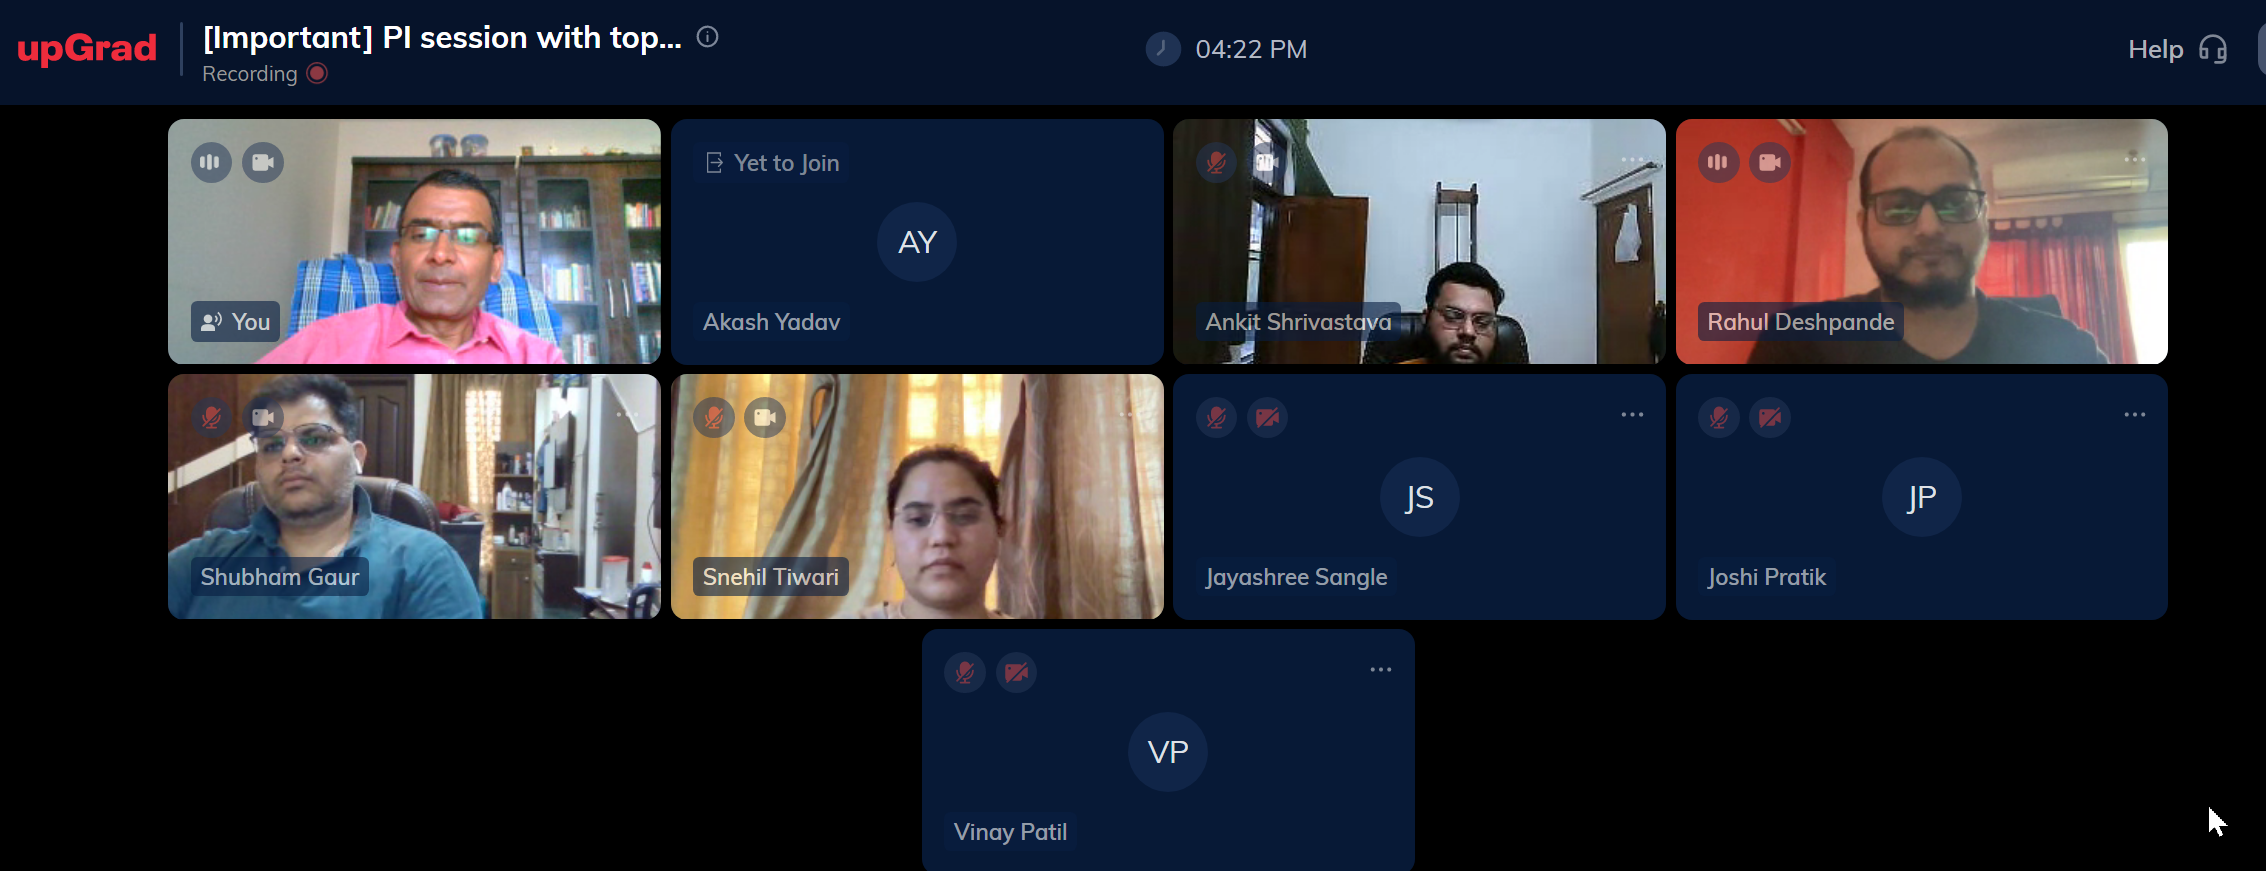 upGrad
[Important] PI session with top...
Recording
04:22 PM
Help
You
Yet to Join
AY
Akash Yadav
Ankit Shrivastava
Rahul Deshpande
Shubham Gaur
Snehil Tiwari
JS
Jayashree Sangle
JP
Joshi Pratik
VP
Vinay Patil